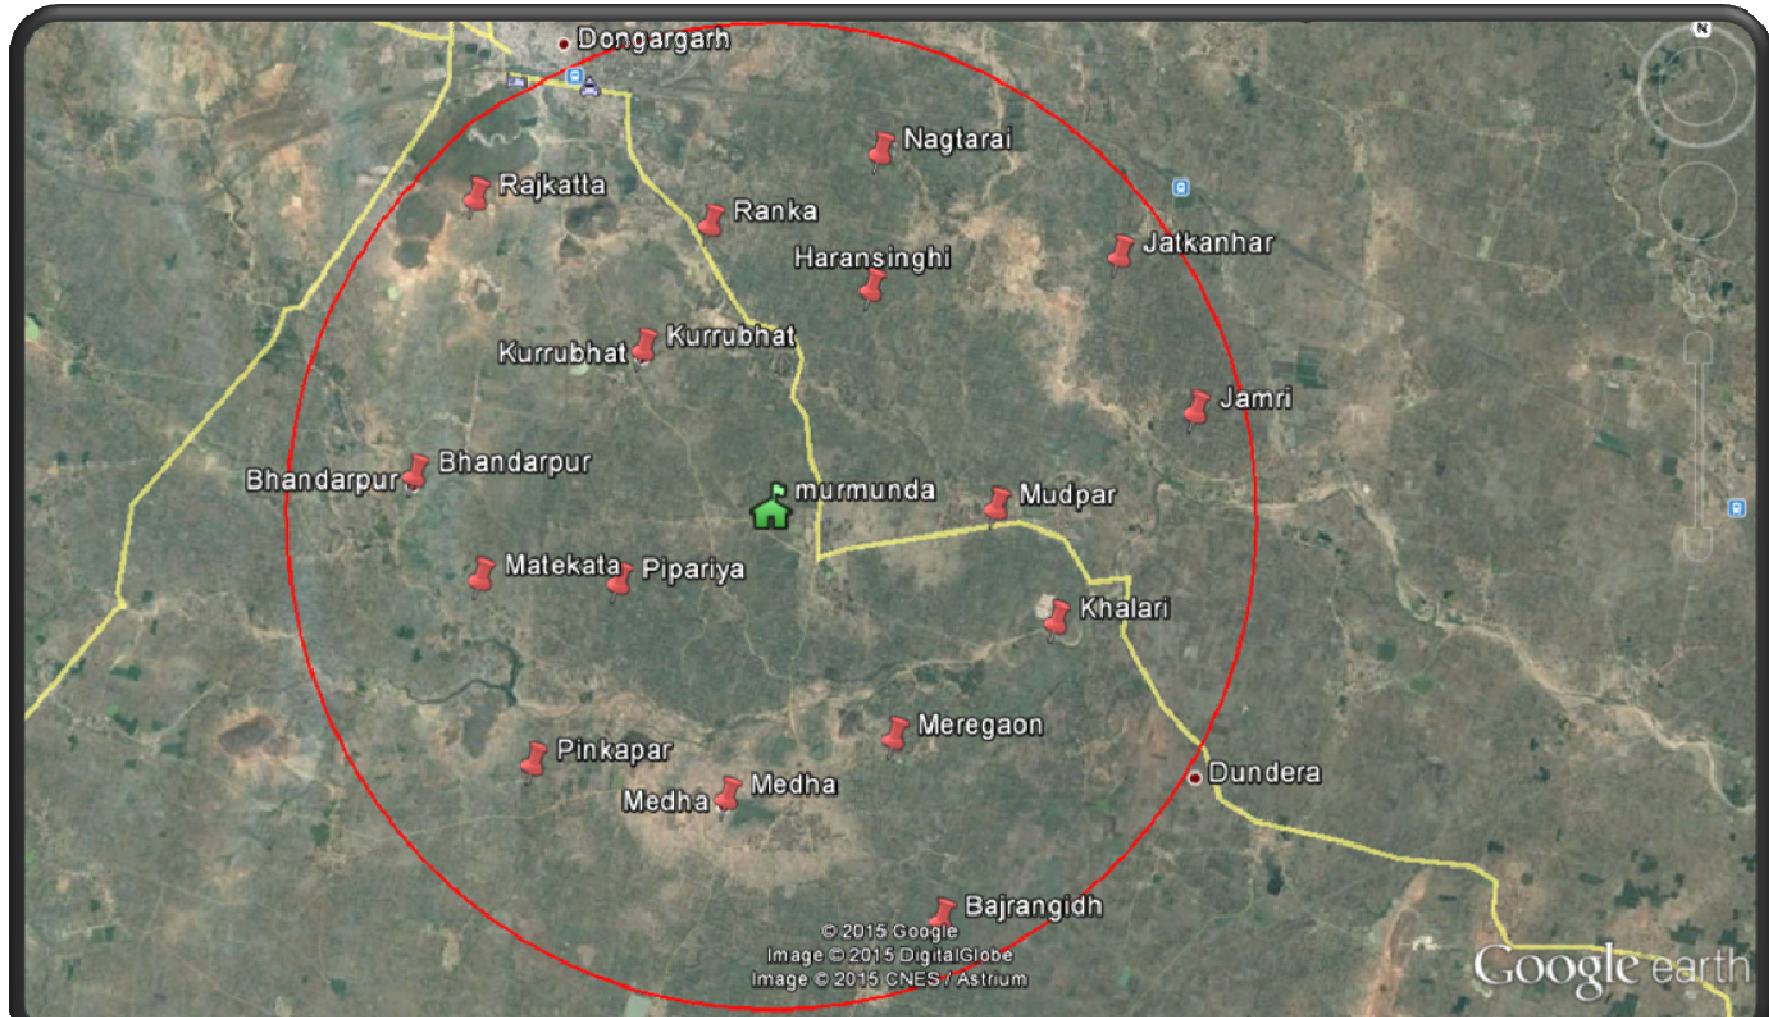 N
Dongargarh
Nagtarai
Rajkatta
Ranka
Jatkanhar
Haransinghi
Kurrubhat
Kurrubhat
Jamri
Bhandarpur
Bhandarpur
murmunda
Mudpar
Matekata
Pipariya
Khalari
Meregaon
Pinkapar
Dundera
Medha
Medha
Bajrangidh
© 2015 Google
Image © 2015 DigitalGlobe
Image © 2015 CNES / Astrium
Google earth